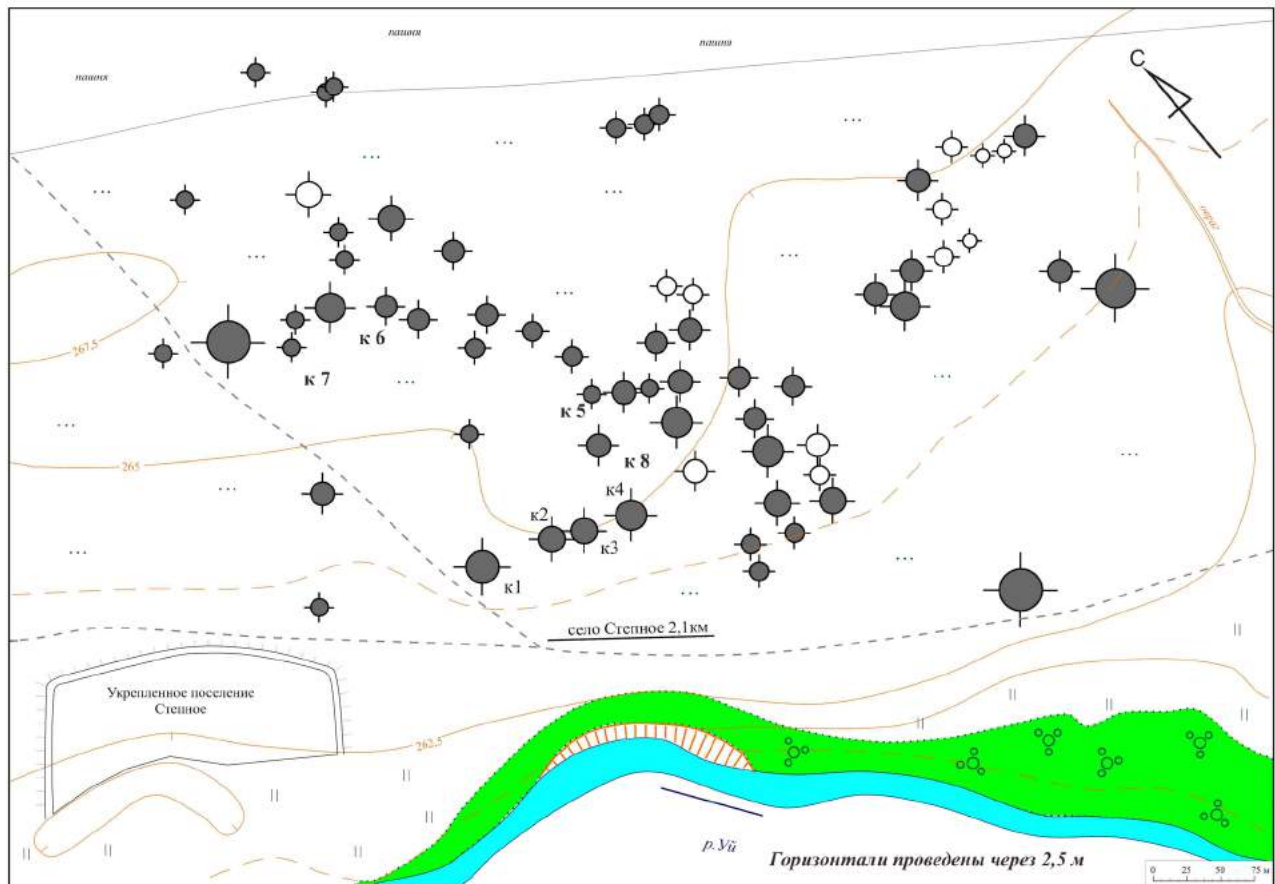 пашня
пашня
пашня
С
овраг
267,5
к 6
к 7
к 5
265
к 8
к4
к2
к3
к1
село Степное 2,1км
Укрепленное поселение
Степное
262,5
р.Уй
Горизонтали проведены через 2,5 м
0 25 50 75 м